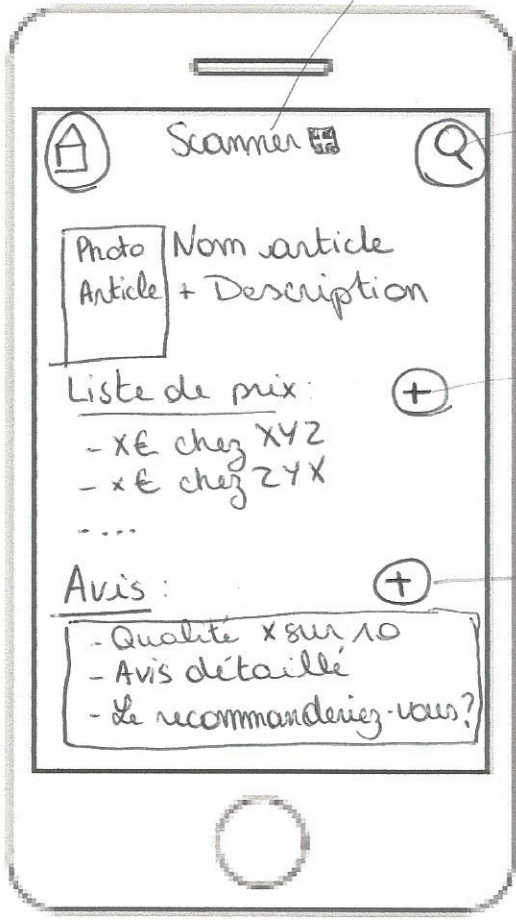 Scanner
Photo
Article
Nom article
+ Description
Liste de prix:
+
- x€ chez XYZ
- x€ chez ZYX
- ....
Avis :
+
- Qualité x sur 10
- Avis détaillé
- Le recommanderiez-vous?